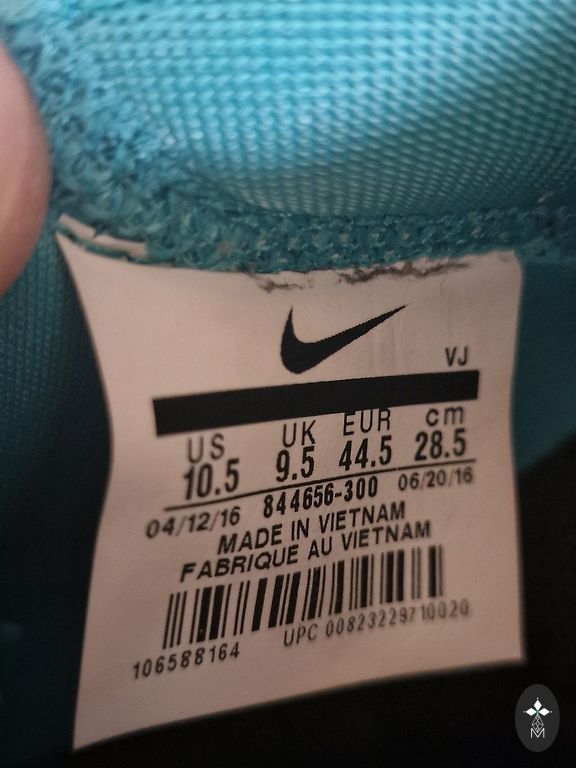 VJ
US UK EUR cm
10.5 9.5 44.5 28.5
04/12/16 844656-300 06/20/16
MADE IN VIETNAM
FABRIQUE AU VIETNAM
106588164 UPC 00823229710020
M